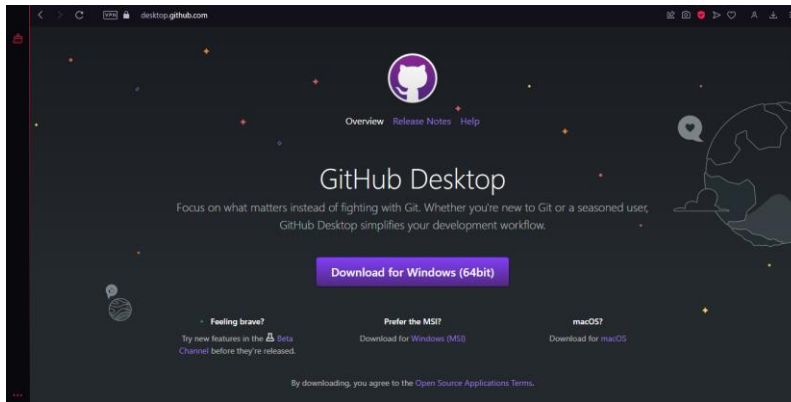 VPN desktop.github.com
Overview Release Notes Help
GitHub Desktop
Focus on what matters instead of fighting with Git. Whether you're new to Git or a seasoned user,
GitHub Desktop simplifies your development workflow.
Download for Windows (64bit)
Feeling brave?
Try new features in the Beta
Channel before they're released.
Prefer the MSI?
Download for Windows (MSI)
macOS?
Download for macOS
By downloading, you agree to the Open Source Applications Terms.